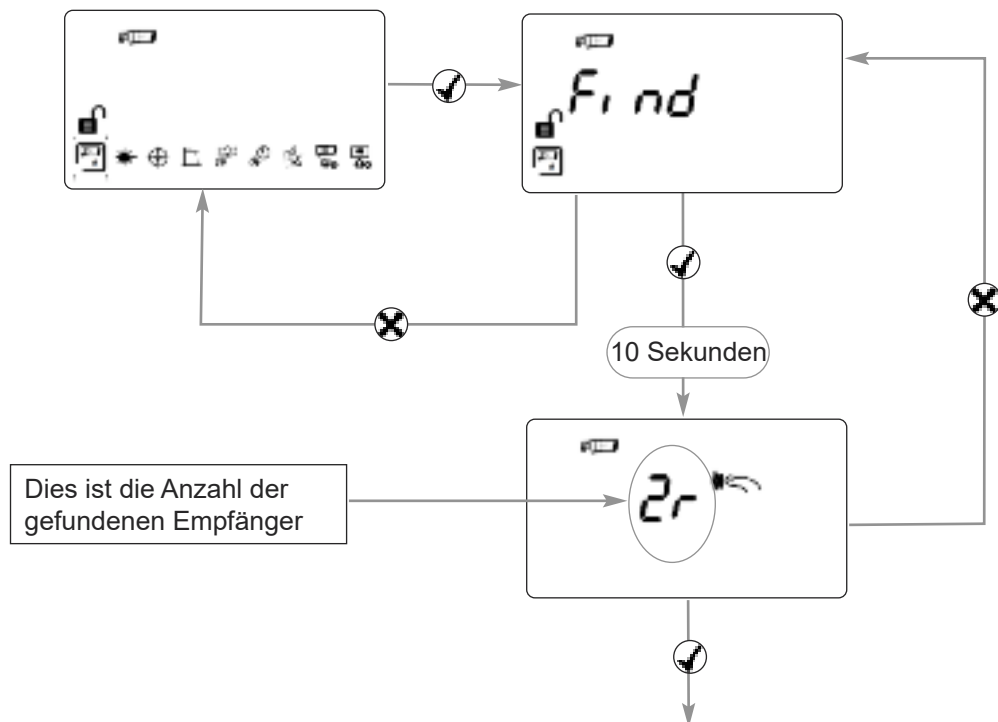 Find
10 Sekunden
2r
Dies ist die Anzahl der
gefundenen Empfänger